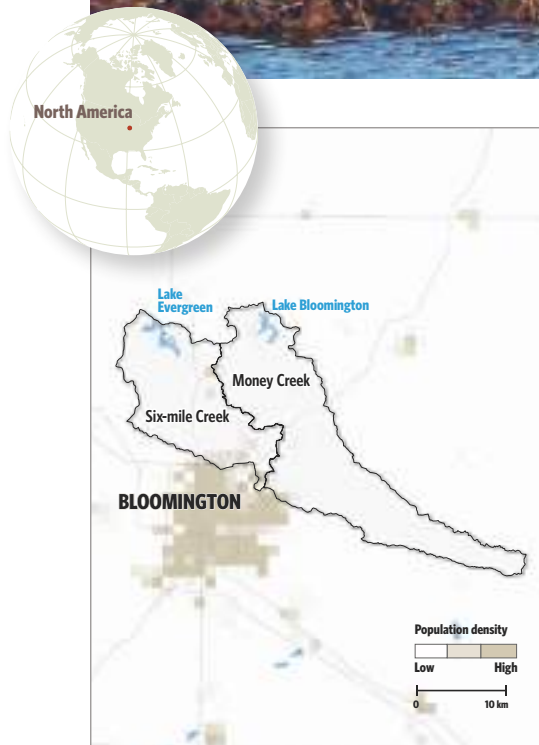 North America
Lake
Evergreen
Lake Bloomington
Money Creek
Six-mile Creek
BLOOMINGTON
Population density
Low High
0 10 km